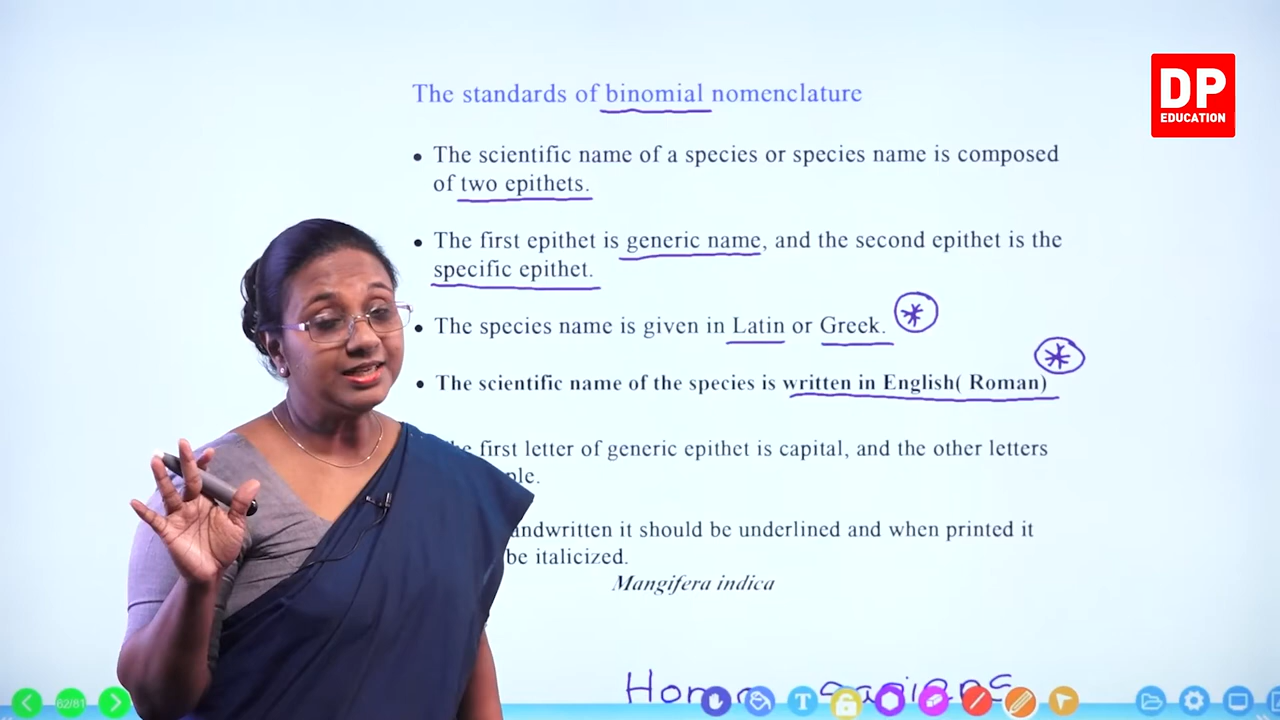 DP
EDUCATION
The standards of binomial nomenclature
• The scientific name of a species or species name is composed
of two epithets.
• The first epithet is generic name, and the second epithet is the
specific epithet.
• The species name is given in Latin or Greek.
• The scientific name of the species is written in English( Roman)
first letter of generic epithet is capital, and the other letters
it should be underlined and when printed it
be italicized.
Mangifera indica
62/81